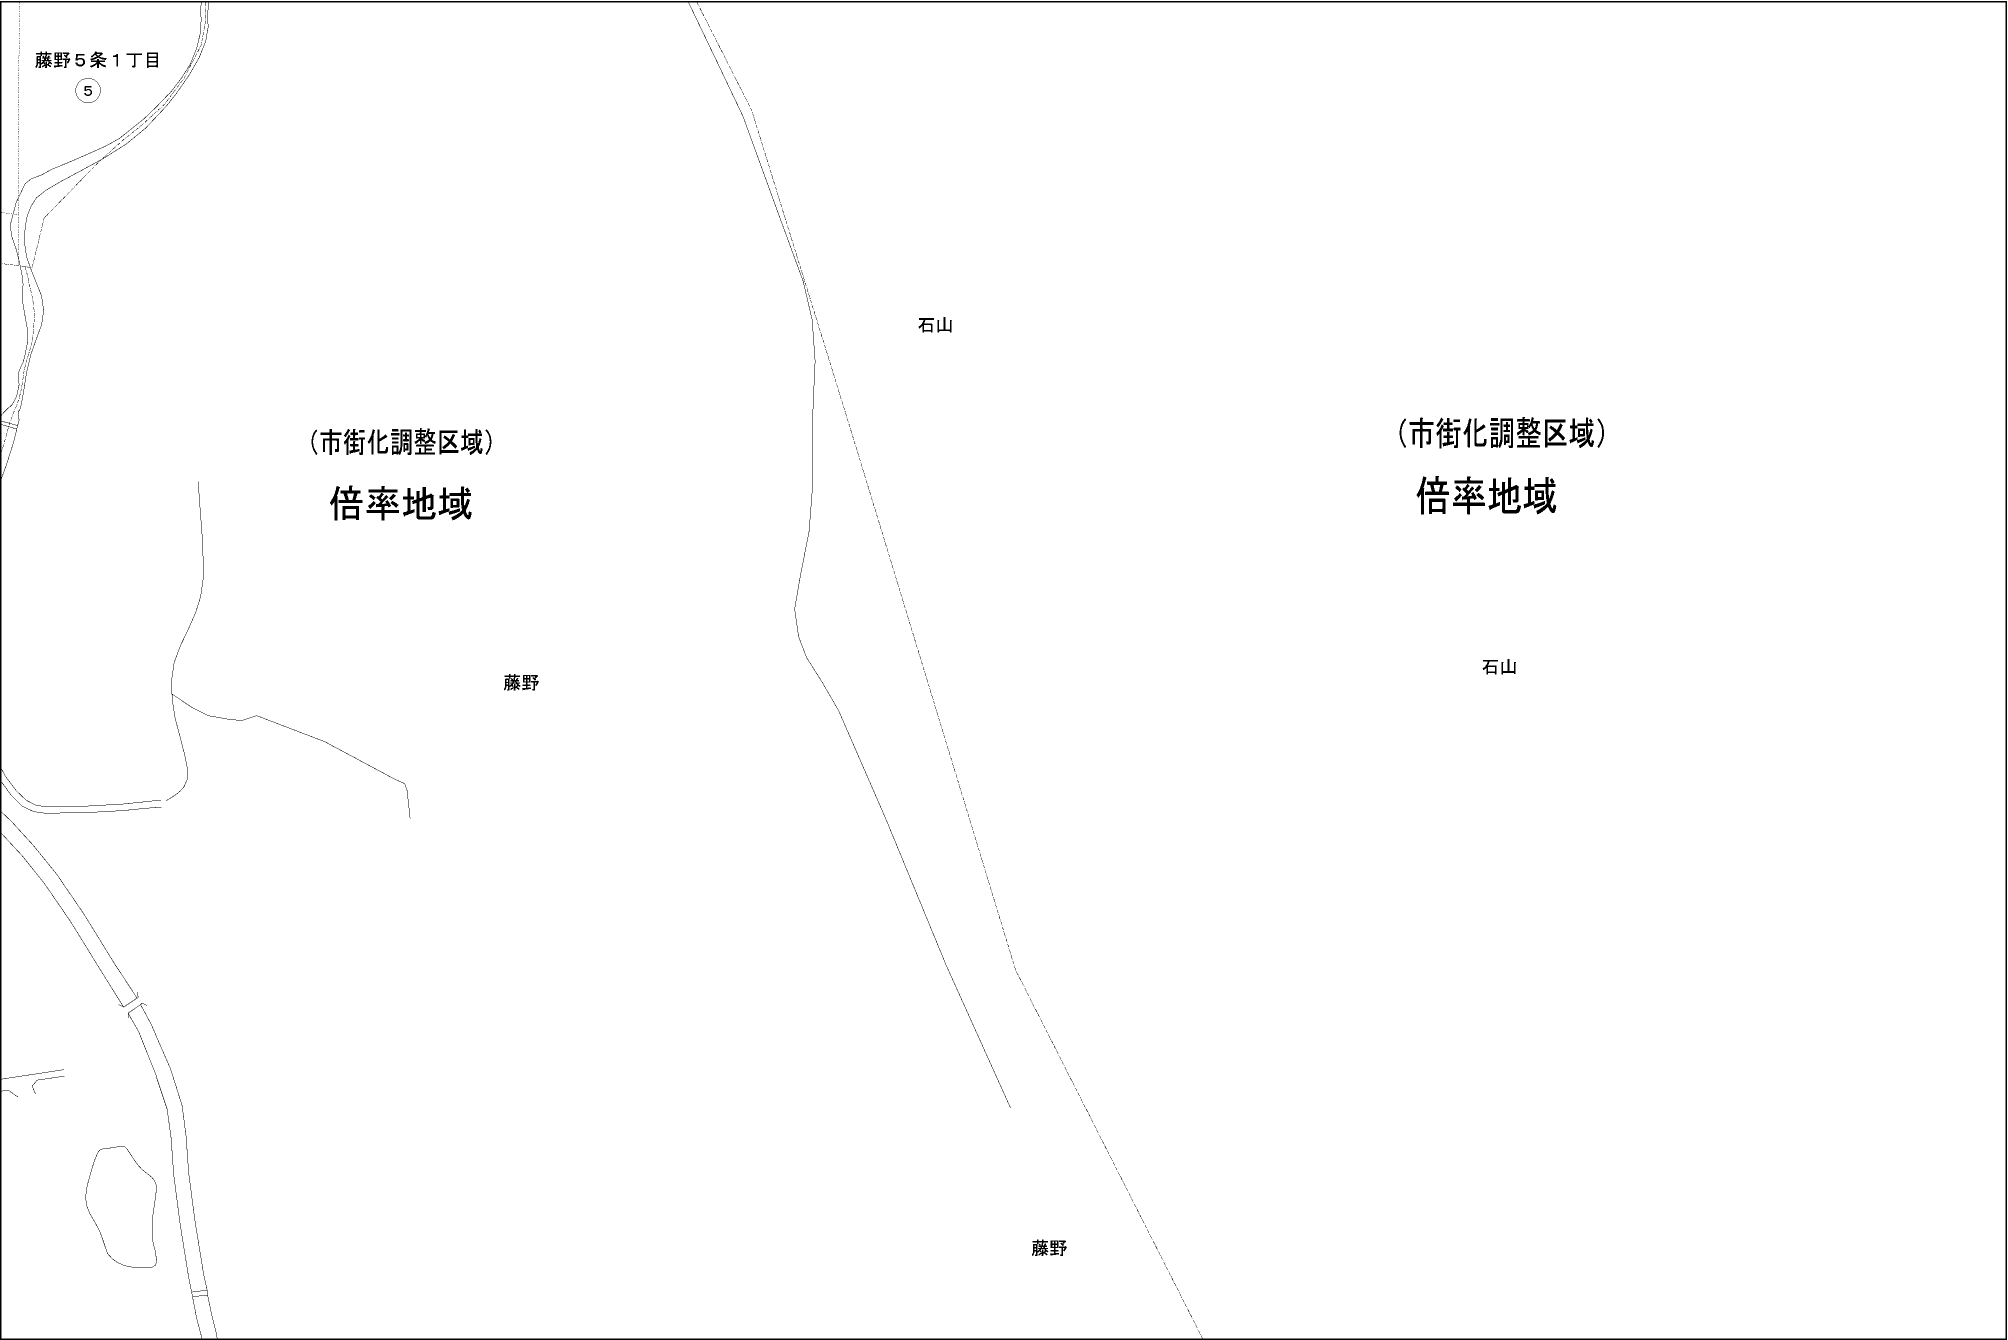 藤野５条１丁目
5
石山
（市街化調整区域）
倍率地域
（市街化調整区域）
倍率地域
藤野
石山
藤野